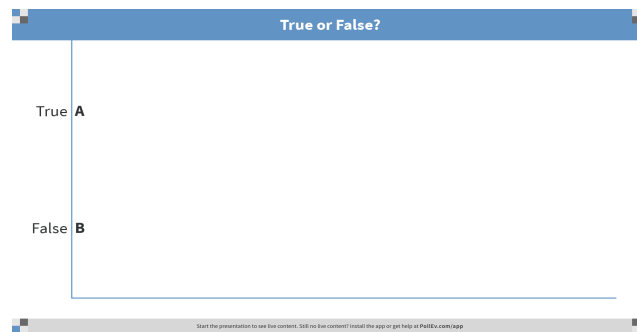 True or False?
True A
False B
Start the presentation to see live content. Still no live content? Install the app or get help at PollEv.com/app